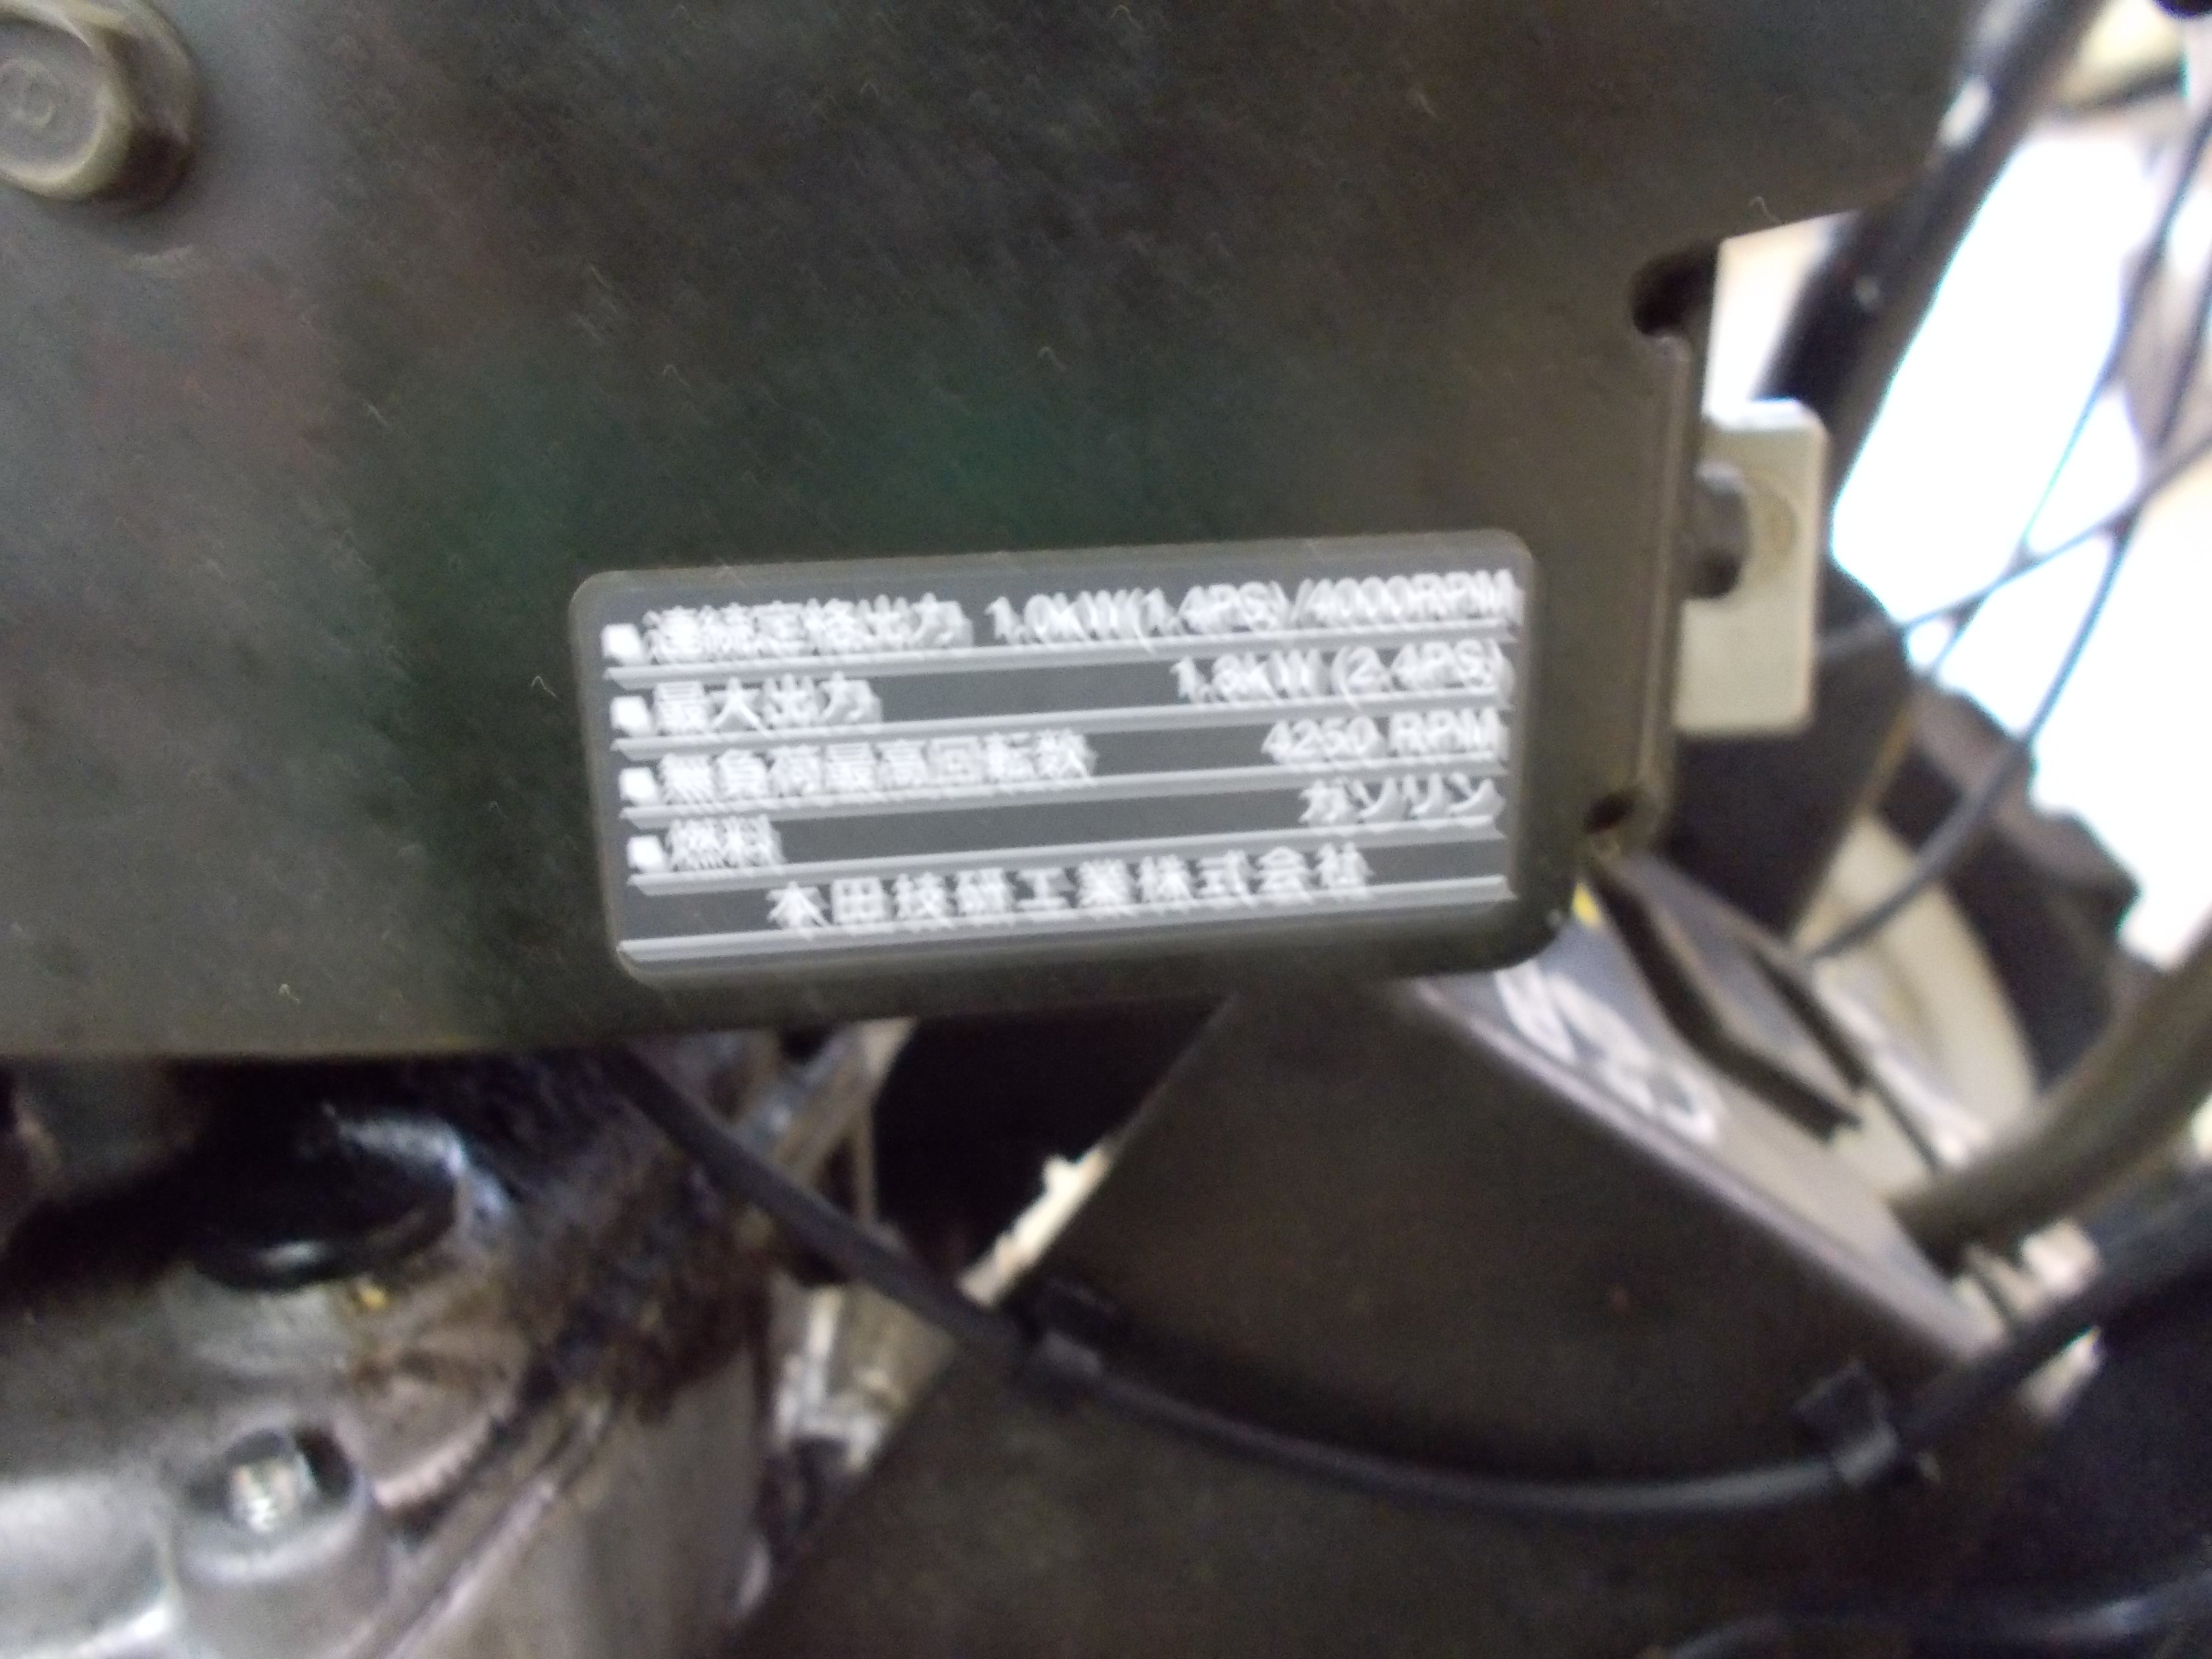 ■連続定格出力 1.0KW(1.4PS)/4000RPM
■最大出力 1.8KW(2.4PS)
■無負荷最高回転数 4250 RPM
■燃料 ガソリン
本田技研工業株式会社